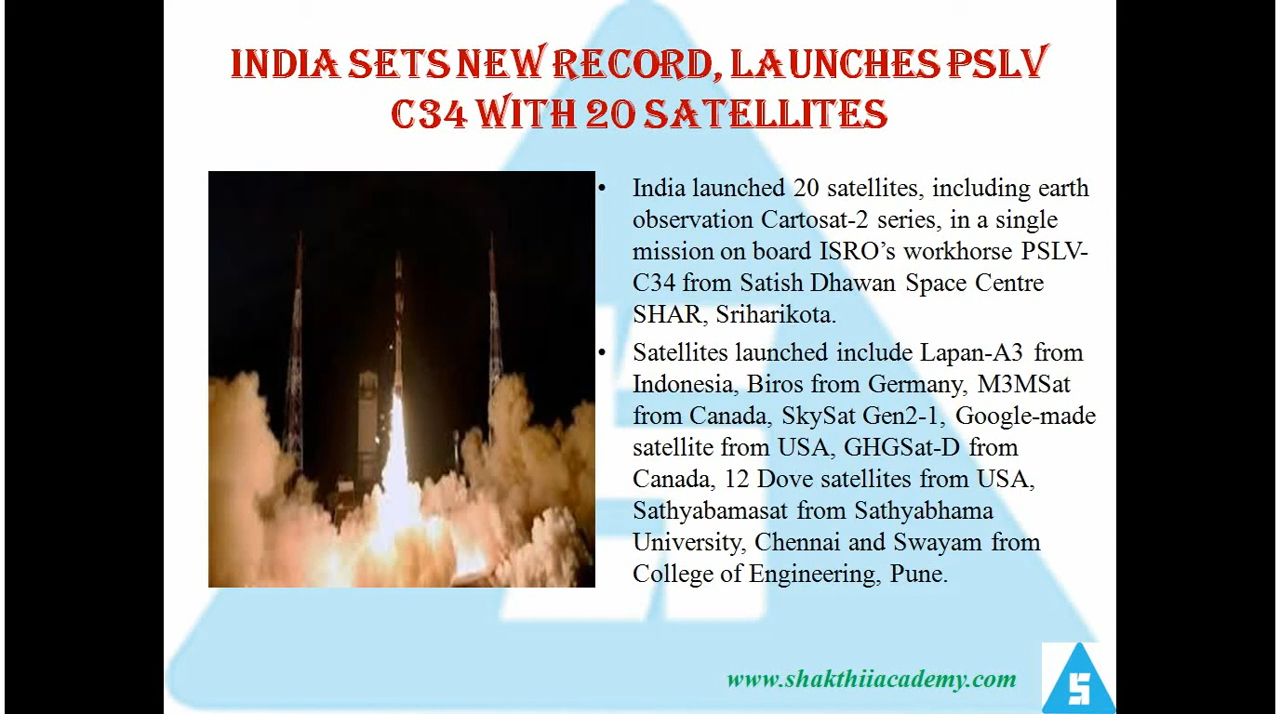 INDIA SETS NEW RECORD, LAUNCHES PSLV
C34 WITH 20 SATELLITES
• India launched 20 satellites, including earth
observation Cartosat-2 series, in a single
mission on board ISRO’s workhorse PSLV-
C34 from Satish Dhawan Space Centre
SHAR, Sriharikota.
• Satellites launched include Lapan-A3 from
Indonesia, Biros from Germany, M3MSat
from Canada, SkySat Gen2-1, Google-made
satellite from USA, GHGSat-D from
Canada, 12 Dove satellites from USA,
Sathyabamasat from Sathyabhama
University, Chennai and Swayam from
College of Engineering, Pune.
www.shakthiiacademy.com